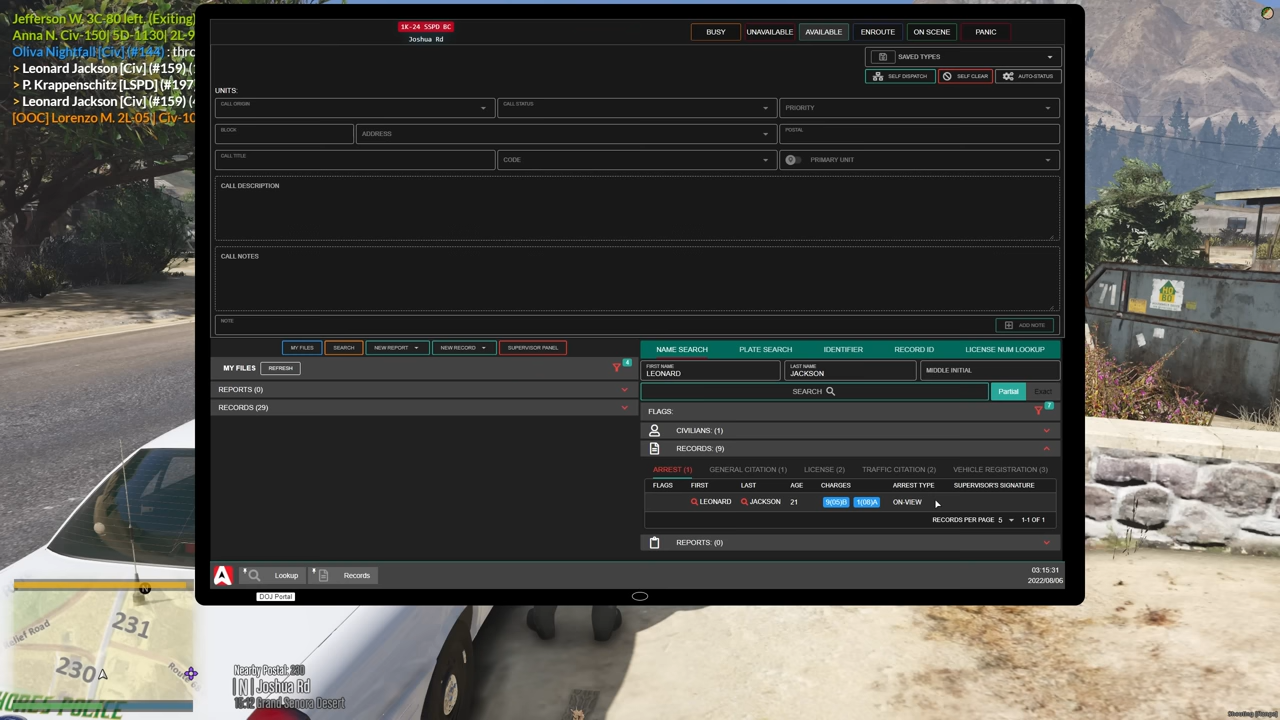 Jefferson W. 3C-80 left. (Exiting)
Anna N. Civ-150| 5D-1130| 2L-9
Oliva Nightfall [Civ] (#144) : thro
> Leonard Jackson [Civ] (#159) (
> P. Krappenschitz [LSPD] (#197
> Leonard Jackson [Civ] (#159) (
[OOC] Lorenzo M. 2L-05| Civ-10
1K-24 SSPD BC
Joshua Rd
BUSY UNAVAILABLE AVAILABLE ENROUTE ON SCENE PANIC
SAVED TYPES
SELF DISPATCH SELF CLEAR AUTO-STATUS
UNITS:
CALL ORIGIN CALL STATUS PRIORITY
BLOCK ADDRESS POSTAL
CALL TITLE CODE PRIMARY UNIT
CALL DESCRIPTION
CALL NOTES
NOTE ADD NOTE
MY FILES SEARCH NEW REPORT NEW RECORD SUPERVISOR PANEL
MY FILES REFRESH 4
REPORTS (0)
RECORDS (29)
NAME SEARCH PLATE SEARCH IDENTIFIER RECORD ID LICENSE NUM LOOKUP
FIRST NAME LAST NAME MIDDLE INITIAL
LEONARD JACKSON
SEARCH Partial Exact
FLAGS: 7
CIVILIANS: (1)
RECORDS: (9)
ARREST (1) GENERAL CITATION (1) LICENSE (2) TRAFFIC CITATION (2) VEHICLE REGISTRATION (3)
FLAGS FIRST LAST AGE CHARGES ARREST TYPE SUPERVISOR'S SIGNATURE
LEONARD JACKSON 21 9(05)B 1(08)A ON-VIEW
RECORDS PER PAGE 5 1-1 OF 1
REPORTS: (0)
Lookup Records
03:15:31
2022/08/06
DOJ Portal
231
230
Nearby Postal: 230
|N| Joshua Rd
Grand Senora Desert
POLICE